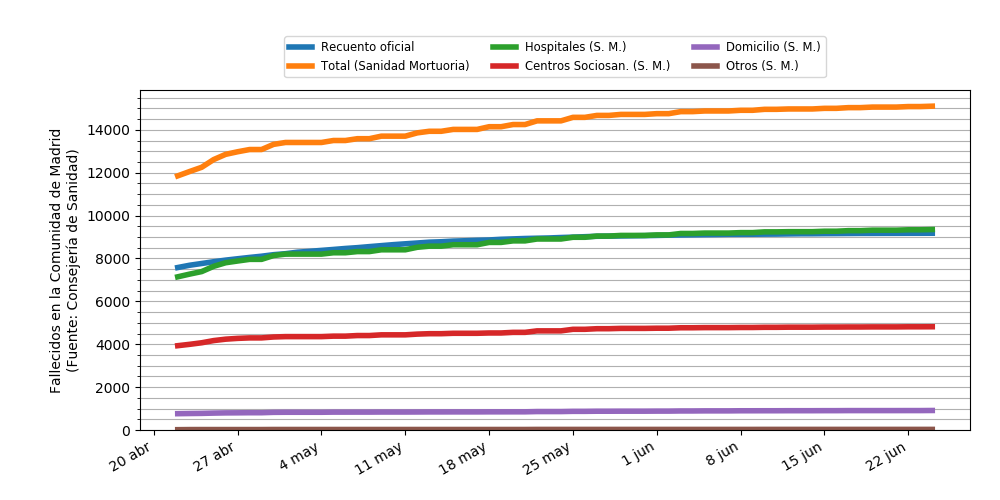 Recuento oficial
Total (Sanidad Mortuoria)
Hospitales (S. M.)
Centros Sociosan. (S. M.)
Domicilio (S. M.)
Otros (S. M.)
Fallecidos en la Comunidad de Madrid
(Fuente: Consejería de Sanidad)
14000
12000
10000
8000
6000
4000
2000
0
20 abr
27 abr
4 may
11 may
18 may
25 may
1 jun
8 jun
15 jun
22 jun